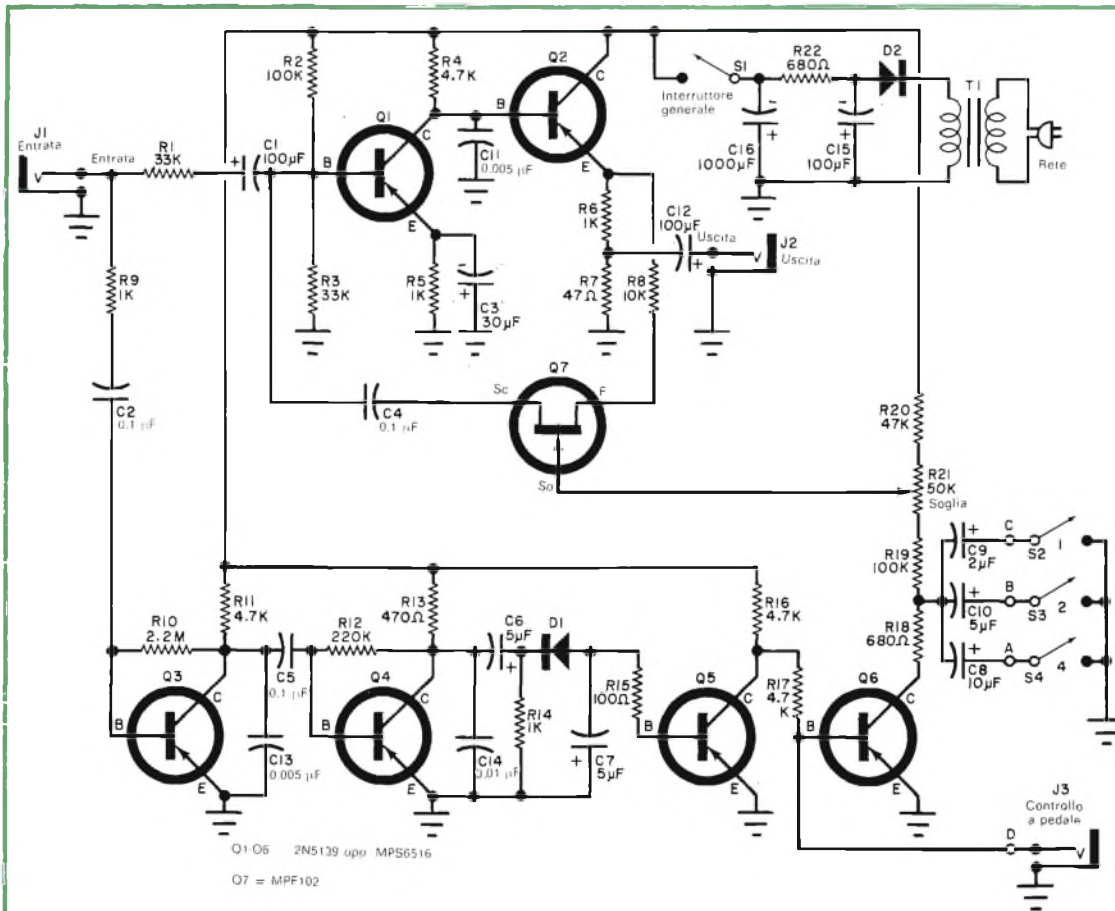 J1
Entrata
Entrata
R1
33K
C1
100µF
+
R2
100K
R3
33K
R4
4.7K
Q1
B
C
E
R5
1K
C3
30µF
-
+
C11
0.005 µF
Q2
B
C
E
R6
1K
R7
47Ω
R8
10K
C12
100µF
+
Uscita
J2
Uscita
V
V
S1
Interruttore
generale
R22
680Ω
D2
C16
1000µF
-
+
C15
100µF
-
+
T1
Rete
R9
1K
C2
0.1 µF
C4
0.1 µF
Q7
Sc
F
So
R20
47K
R21
50K
Soglia
R19
100K
R18
680Ω
C9
2µF
+
C
S2
1
C10
5µF
+
B
S3
2
C8
10µF
+
A
S4
4
R10
2.2M
R11
4.7K
Q3
B
C
E
C13
0.005 µF
C5
0.1 µF
R12
220K
R13
470Ω
Q4
B
C
E
C14
0.01 µF
C6
5µF
+
R14
1K
D1
C7
5µF
+
R15
100Ω
Q5
B
C
E
R16
4.7K
R17
4.7
K
Q6
B
C
E
J3
Controllo
a pedale
D
V
Q1-Q6 2N5139 opp MPS6516
Q7 = MPF102